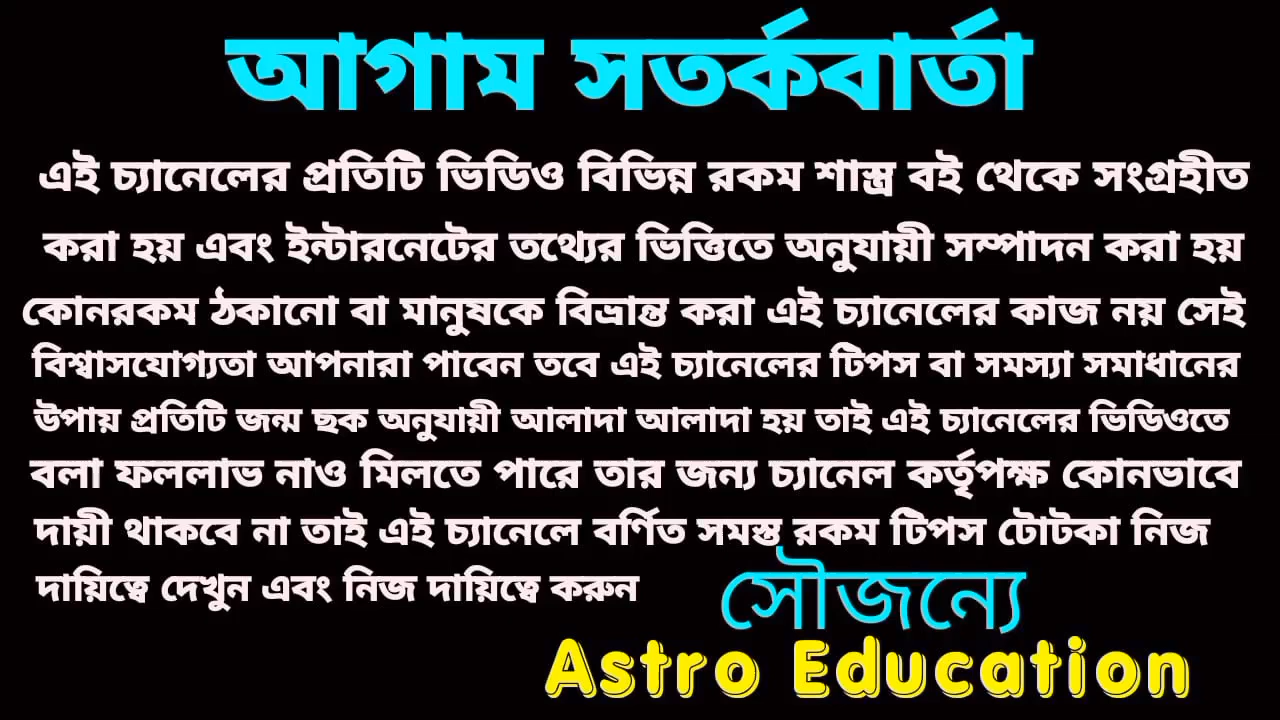 আগাম সতর্কবার্তা
এই চ্যানেলের প্রতিটি ভিডিও বিভিন্ন রকম শাস্ত্র বই থেকে সংগ্রহীত
করা হয় এবং ইন্টারনেটের তথ্যের ভিত্তিতে অনুযায়ী সম্পাদন করা হয়
কোনরকম ঠকানো বা মানুষকে বিভ্রান্ত করা এই চ্যানেলের কাজ নয় সেই
বিশ্বাসযোগ্যতা আপনারা পাবেন তবে এই চ্যানেলের টিপস বা সমস্যা সমাধানের
উপায় প্রতিটি জন্ম ছক অনুযায়ী আলাদা আলাদা হয় তাই এই চ্যানেলের ভিডিওতে
বলা ফললাভ নাও মিলতে পারে তার জন্য চ্যানেল কর্তৃপক্ষ কোনভাবে
দায়ী থাকবে না তাই এই চ্যানেলে বর্ণিত সমস্ত রকম টিপস টোটকা নিজ
দায়িত্বে দেখুন এবং নিজ দায়িত্বে করুন
সৌজন্যে
Astro Education